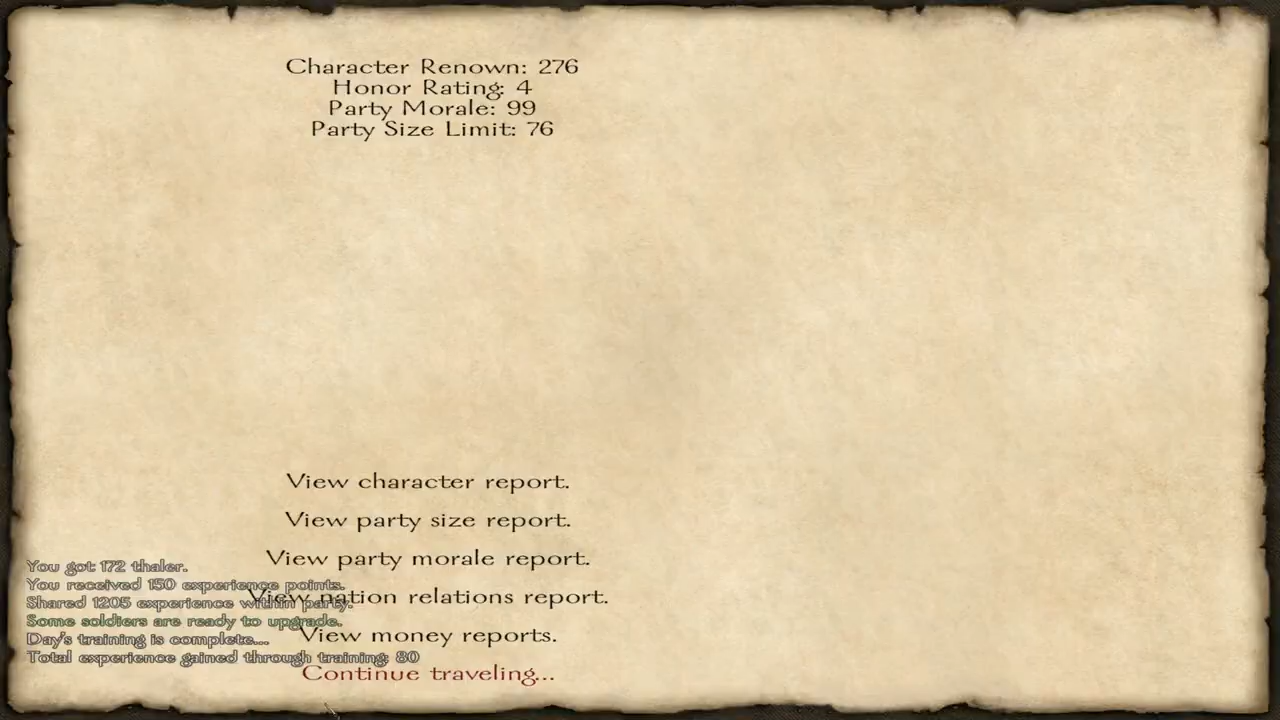 Character Renown: 276
Honor Rating: 4
Party Morale: 99
Party Size Limit: 76
View character report.
View party size report.
View party morale report.
View nation relations report.
View money reports.
Continue traveling...
You got 172 thaler.
You received 150 experience points.
Shared 1205 experience within party.
Some soldiers are ready to upgrade.
Day's training is complete...
Total experience gained through training: 80